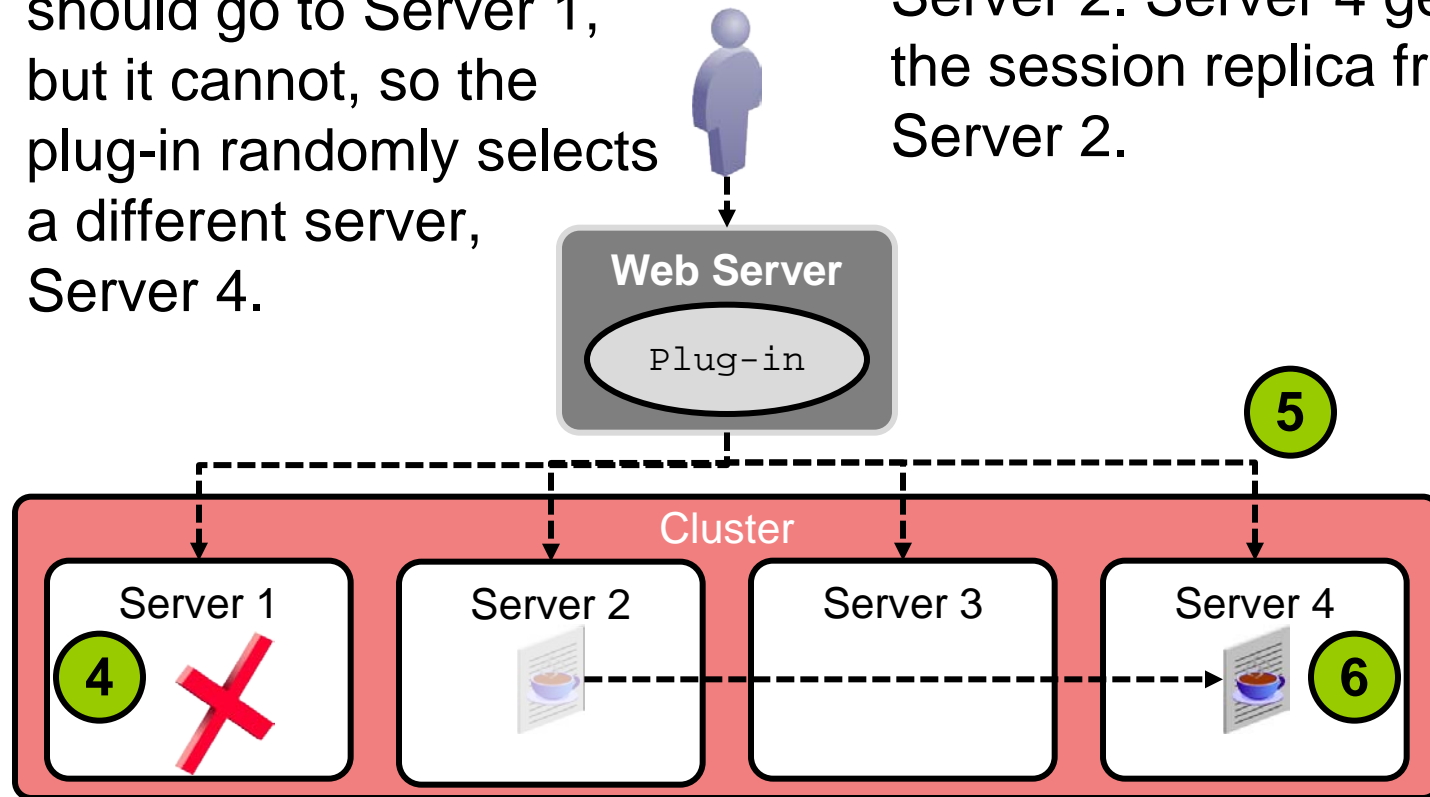 should go to Server 1,
but it cannot, so the
plug-in randomly selects
a different server,
Server 4.
Server 2. Server 4
the session replica
Server 2.
Web Server
Plug-in
5
Cluster
Server 1
Server 2
Server 3
Server 4
4
6